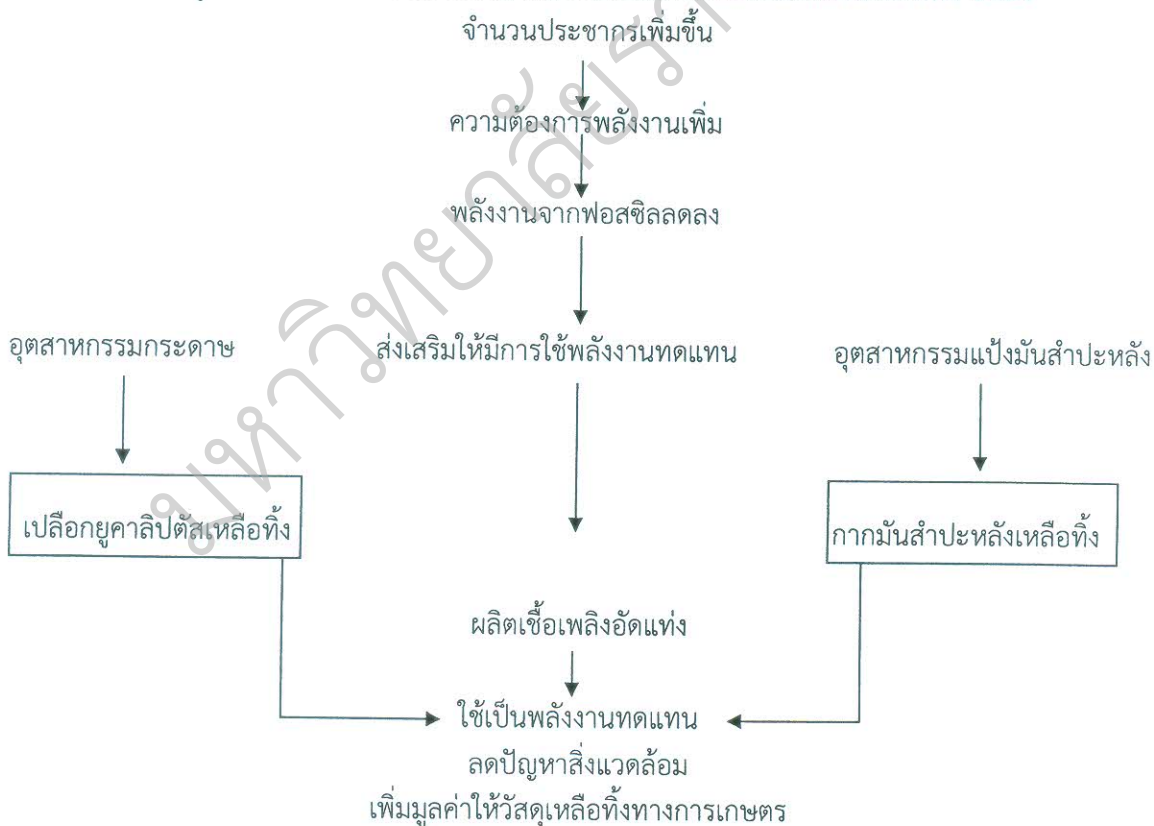 จำนวนประชากรเพิ่มขึ้น
ความต้องการพลังงานเพิ่ม
พลังงานจากฟอสซิลลดลง
อุตสาหกรรมกระดาษ
ส่งเสริมให้มีการใช้พลังงานทดแทน
อุตสาหกรรมแป้งมันสำปะหลัง
เปลือกยูคาลิปตัสเหลือทิ้ง
กากมันสำปะหลังเหลือทิ้ง
ผลิตเชื้อเพลิงอัดแท่ง
ใช้เป็นพลังงานทดแทน
ลดปัญหาสิ่งแวดล้อม
เพิ่มมูลค่าให้วัสดุเหลือทิ้งทางการเกษตร
มหาวิทยาลัยรา